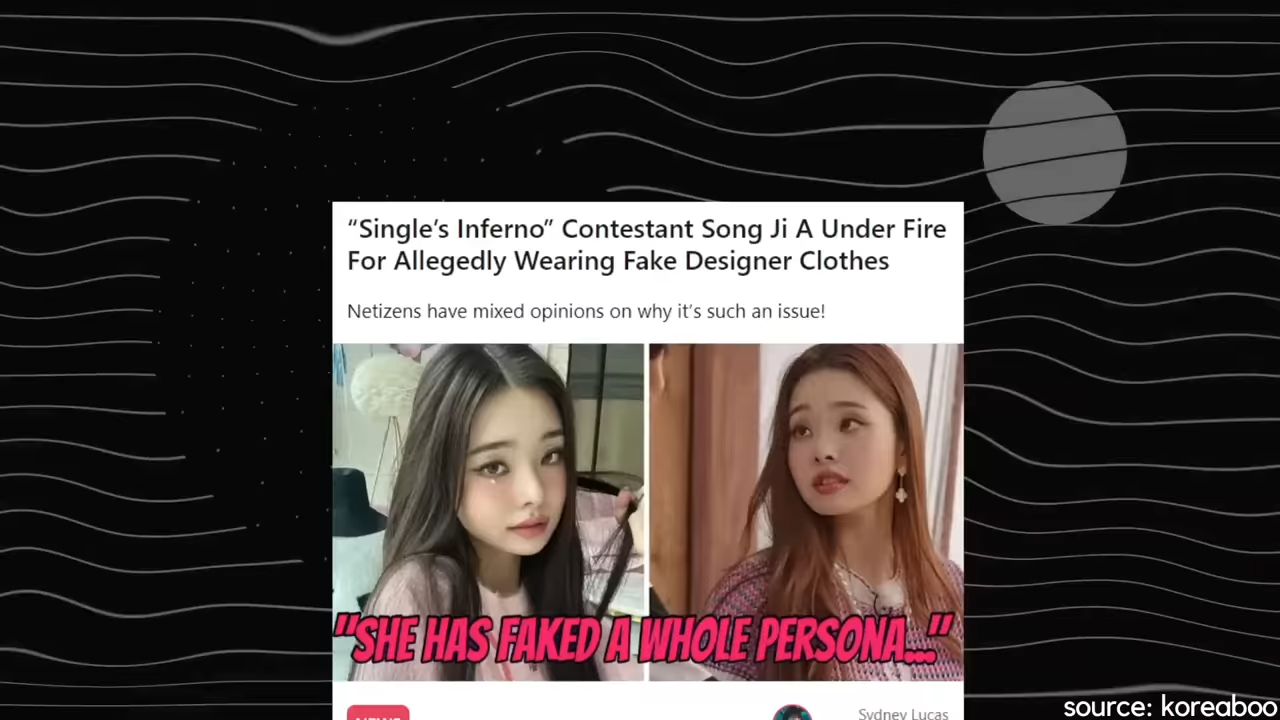 “Single’s Inferno” Contestant Song Ji A Under Fire
For Allegedly Wearing Fake Designer Clothes
Netizens have mixed opinions on why it’s such an issue!
"SHE HAS FAKED A WHOLE PERSONA..."
NEWS
Sydney Lucas
source: koreaboo